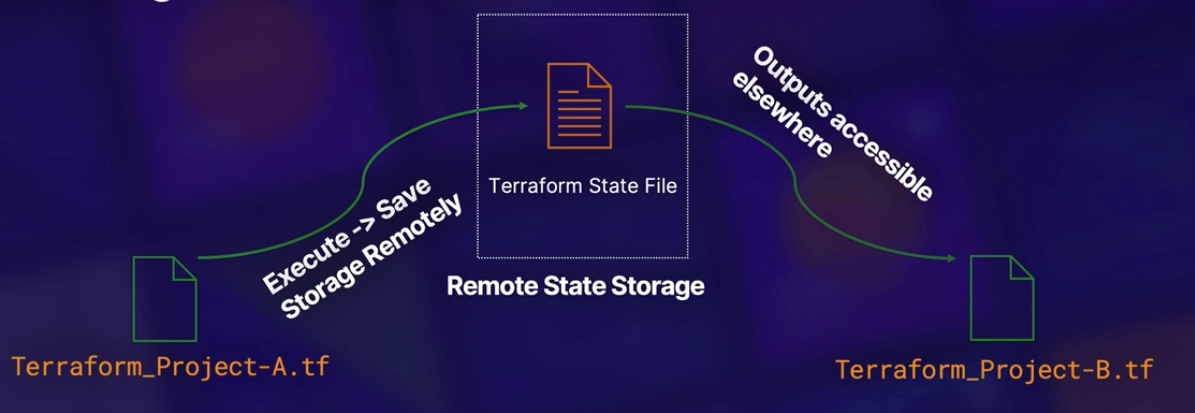 Terraform State File
Execute -> Save
Storage Remotely
Outputs accessible
elsewhere
Remote State Storage
Terraform_Project-A.tf
Terraform_Project-B.tf